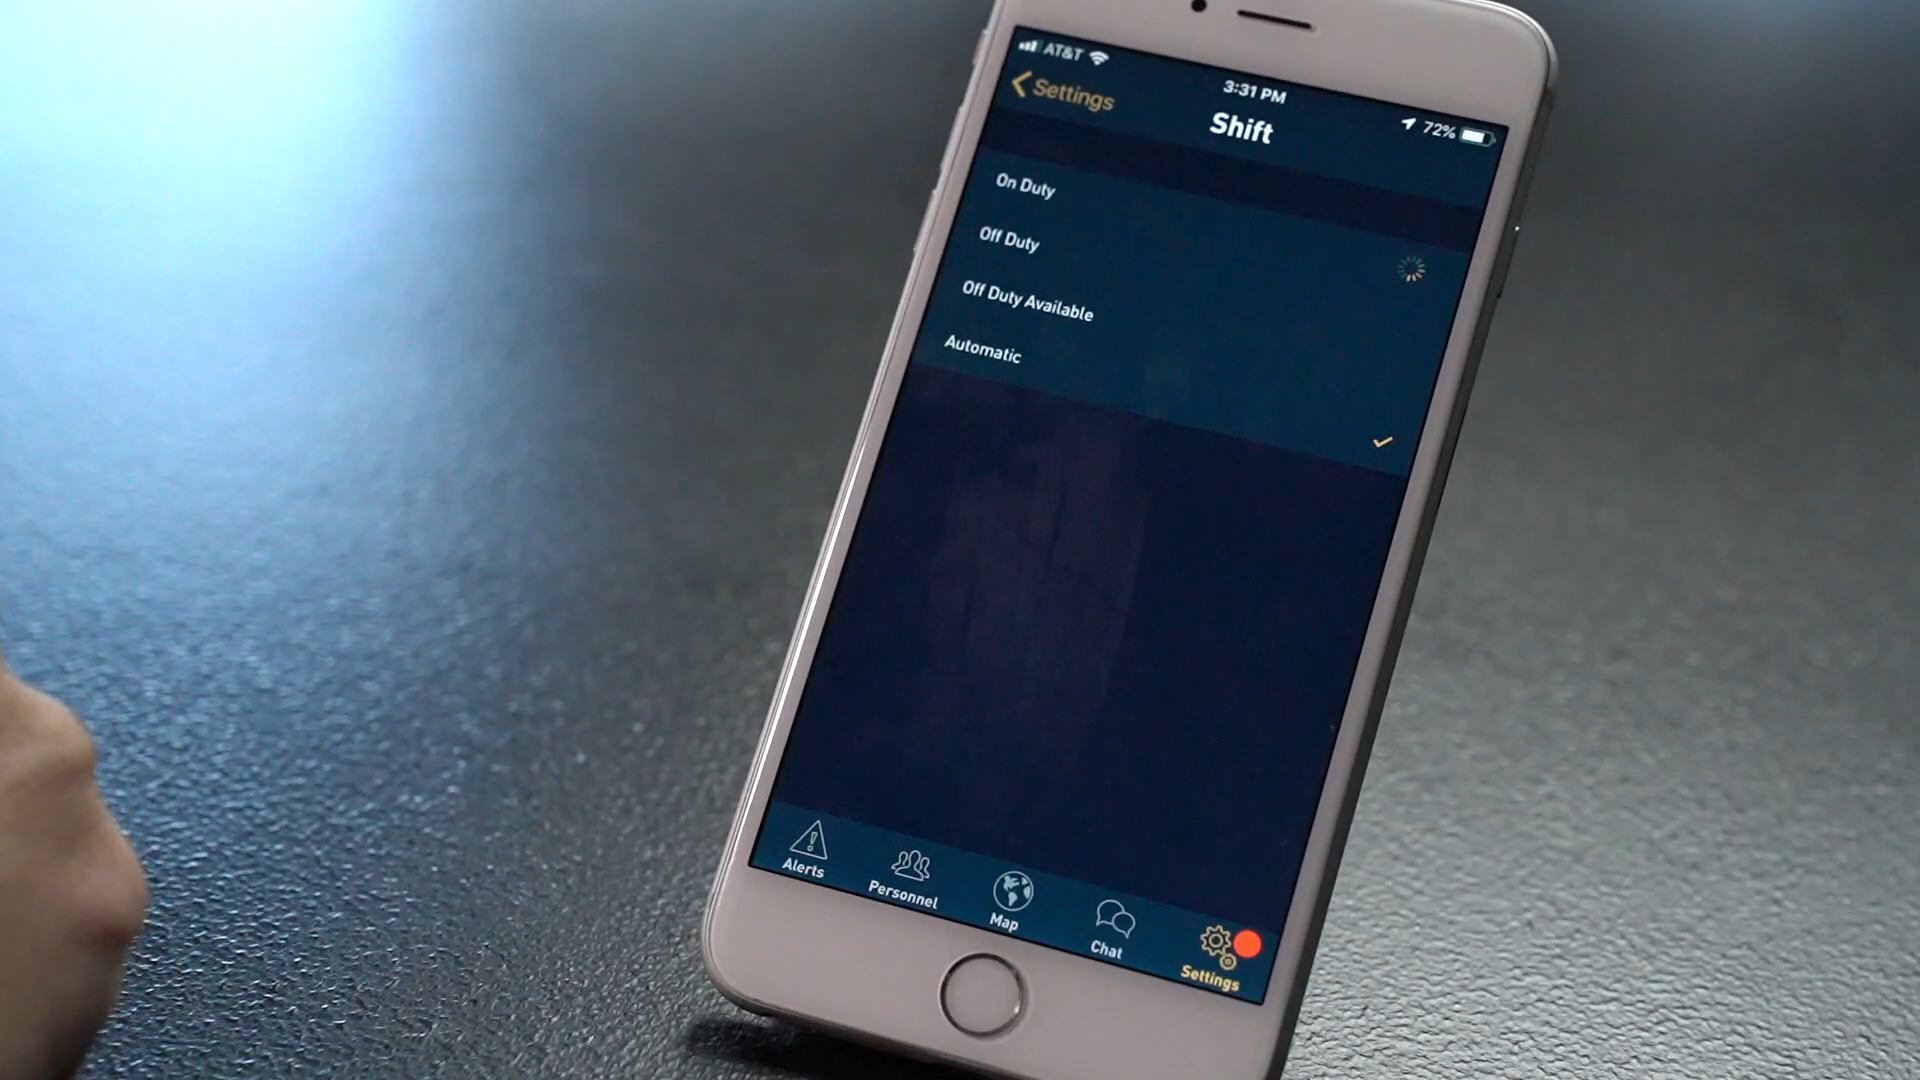 AT&T
3:31 PM
72%
Settings
Shift
On Duty
Off Duty
Off Duty Available
Automatic
Alerts
Personnel
Map
Chat
Settings